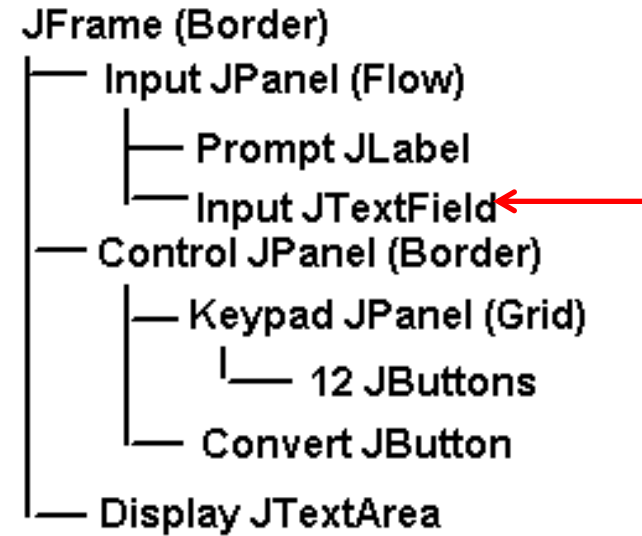 JFrame (Border)
Input JPanel (Flow)
Prompt JLabel
Input JTextField
Control JPanel (Border)
Keypad JPanel (Grid)
12 JButtons
Convert JButton
Display JTextArea